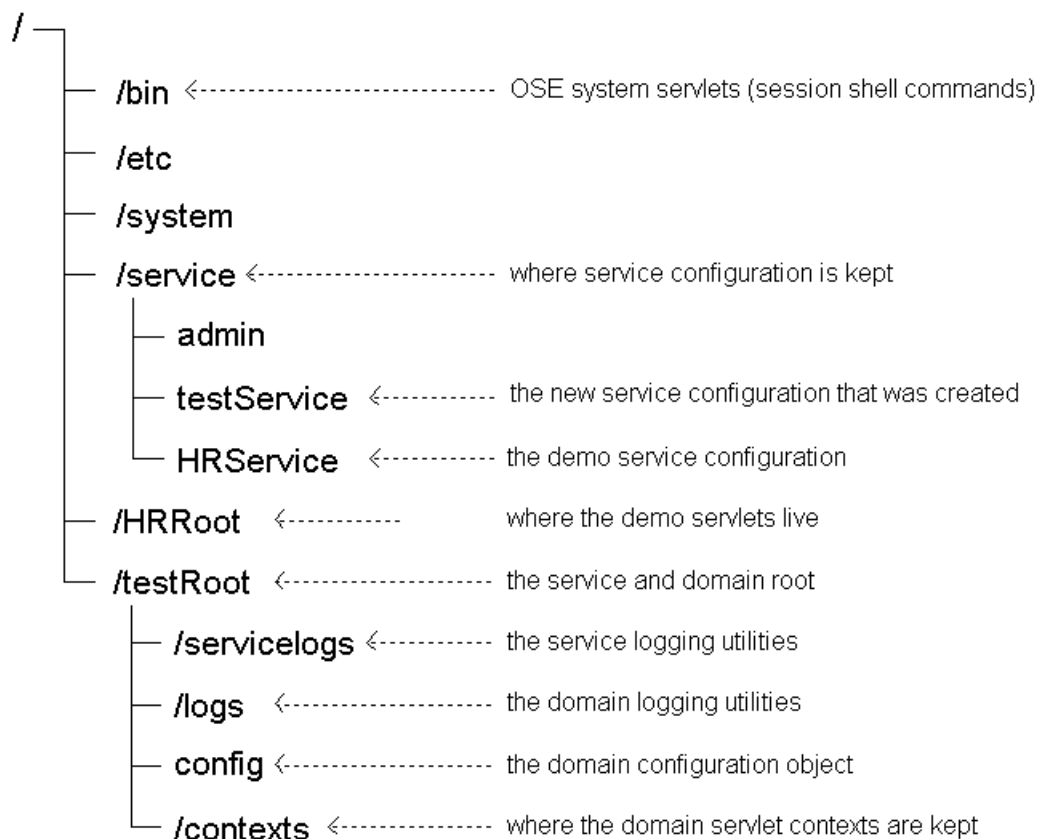 /
/bin OSE system servlets (session shell commands)
/etc
/system
/service where service configuration is kept
admin
testService the new service configuration that was created
HRService the demo service configuration
/HRRoot where the demo servlets live
/testRoot the service and domain root
/servicelogs the service logging utilities
/logs the domain logging utilities
config the domain configuration object
/contexts where the domain servlet contexts are kept